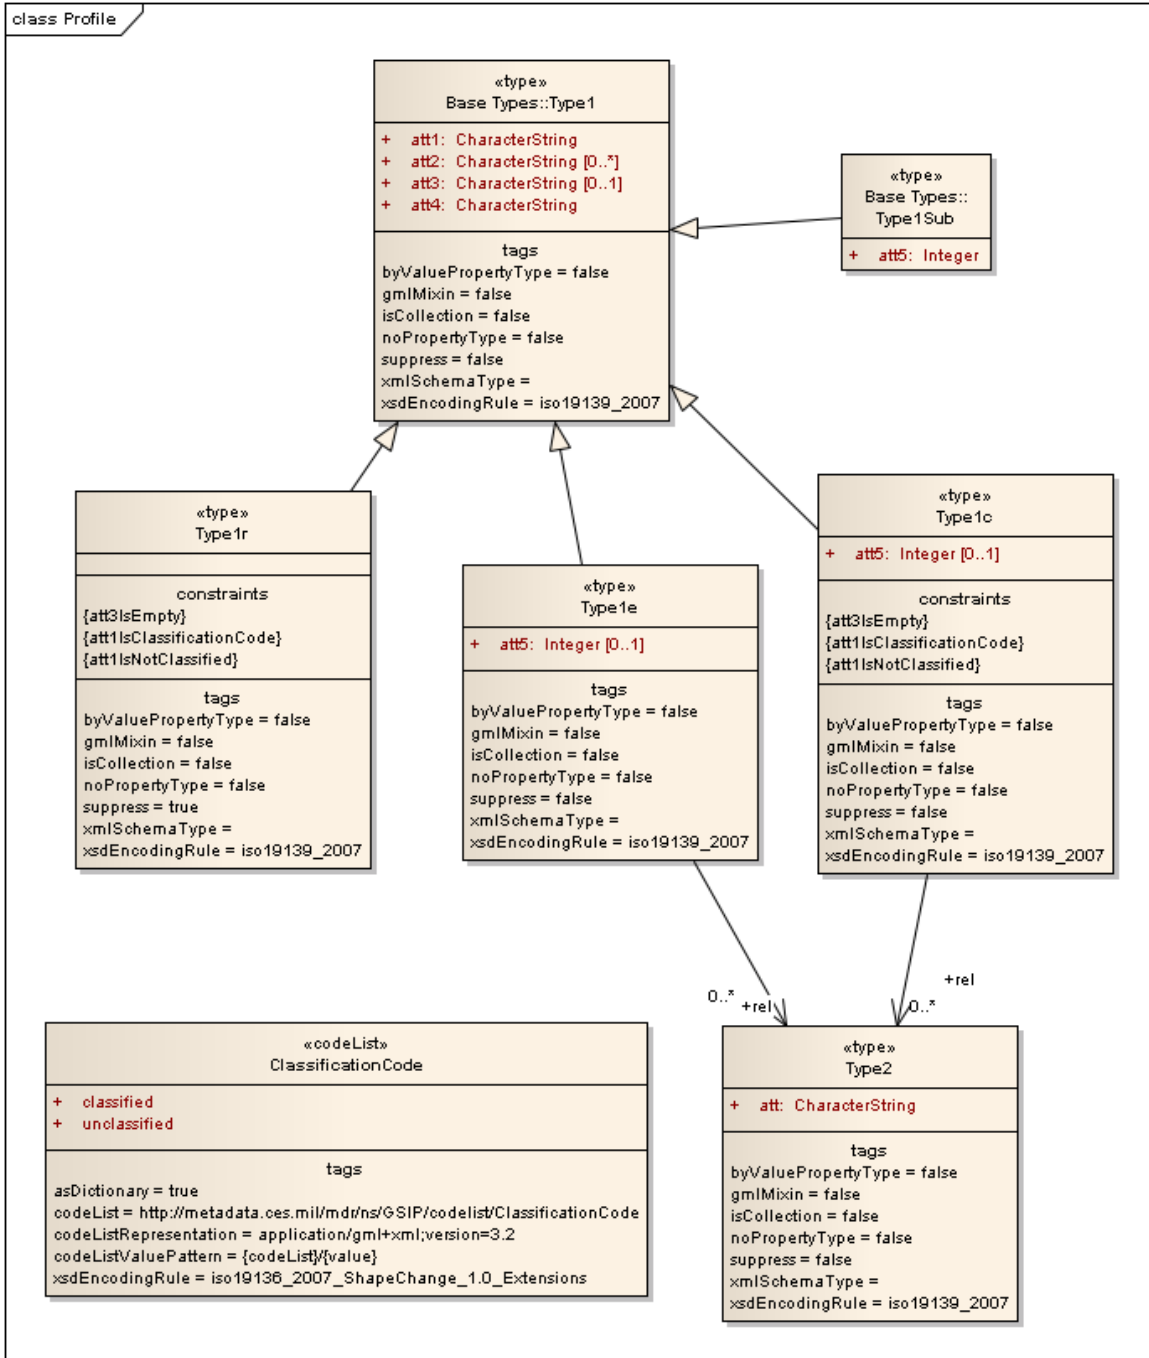 class Profile
«type»
Base Types::Type1
+ att1: CharacterString
+ att2: CharacterString [0..*]
+ att3: CharacterString [0..1]
+ att4: CharacterString
tags
byValuePropertyType = false
gmlMixin = false
isCollection = false
noPropertyType = false
suppress = false
xmlSchemaType =
xsdEncodingRule = iso19139_2007
«type»
Base Types::
Type1Sub
+ att5: Integer
«type»
Type1r
constraints
{att3IsEmpty}
{att1IsClassificationCode}
{att1IsNotClassified}
tags
byValuePropertyType = false
gmlMixin = false
isCollection = false
noPropertyType = false
suppress = true
xmlSchemaType =
xsdEncodingRule = iso19139_2007
«type»
Type1e
+ att5: Integer [0..1]
tags
byValuePropertyType = false
gmlMixin = false
isCollection = false
noPropertyType = false
suppress = false
xmlSchemaType =
xsdEncodingRule = iso19139_2007
«type»
Type1c
+ att5: Integer [0..1]
constraints
{att3IsEmpty}
{att1IsClassificationCode}
{att1IsNotClassified}
tags
byValuePropertyType = false
gmlMixin = false
isCollection = false
noPropertyType = false
suppress = false
xmlSchemaType =
xsdEncodingRule = iso19139_2007
0..*
+rel
+rel
0..*
«codeList»
ClassificationCode
+ classified
+ unclassified
tags
asDictionary = true
codeList = http://metadata.ces.mil/mdr/ns/GSIP/codelist/ClassificationCode
codeListRepresentation = application/gml+xml;version=3.2
codeListValuePattern = {codeList}/{value}
xsdEncodingRule = iso19136_2007_ShapeChange_1.0_Extensions
«type»
Type2
+ att: CharacterString
tags
byValuePropertyType = false
gmlMixin = false
isCollection = false
noPropertyType = false
suppress = false
xmlSchemaType =
xsdEncodingRule = iso19139_2007